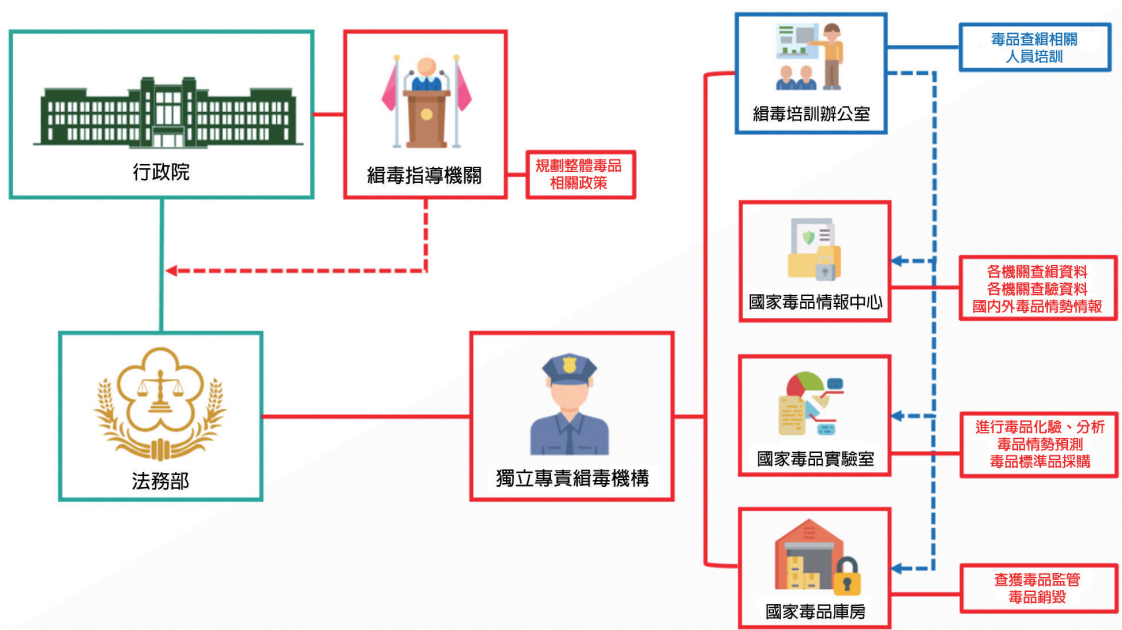 行政院
緝毒指導機關
規劃整體毒品
相關政策
法務部
獨立專責緝毒機構
緝毒培訓辦公室
毒品查緝相關
人員培訓
國家毒品情報中心
各機關查緝資料
各機關查驗資料
國內外毒品情勢情報
國家毒品實驗室
進行毒品化驗、分析
毒品情勢預測
毒品標準品採購
國家毒品庫房
查獲毒品監管
毒品銷毀